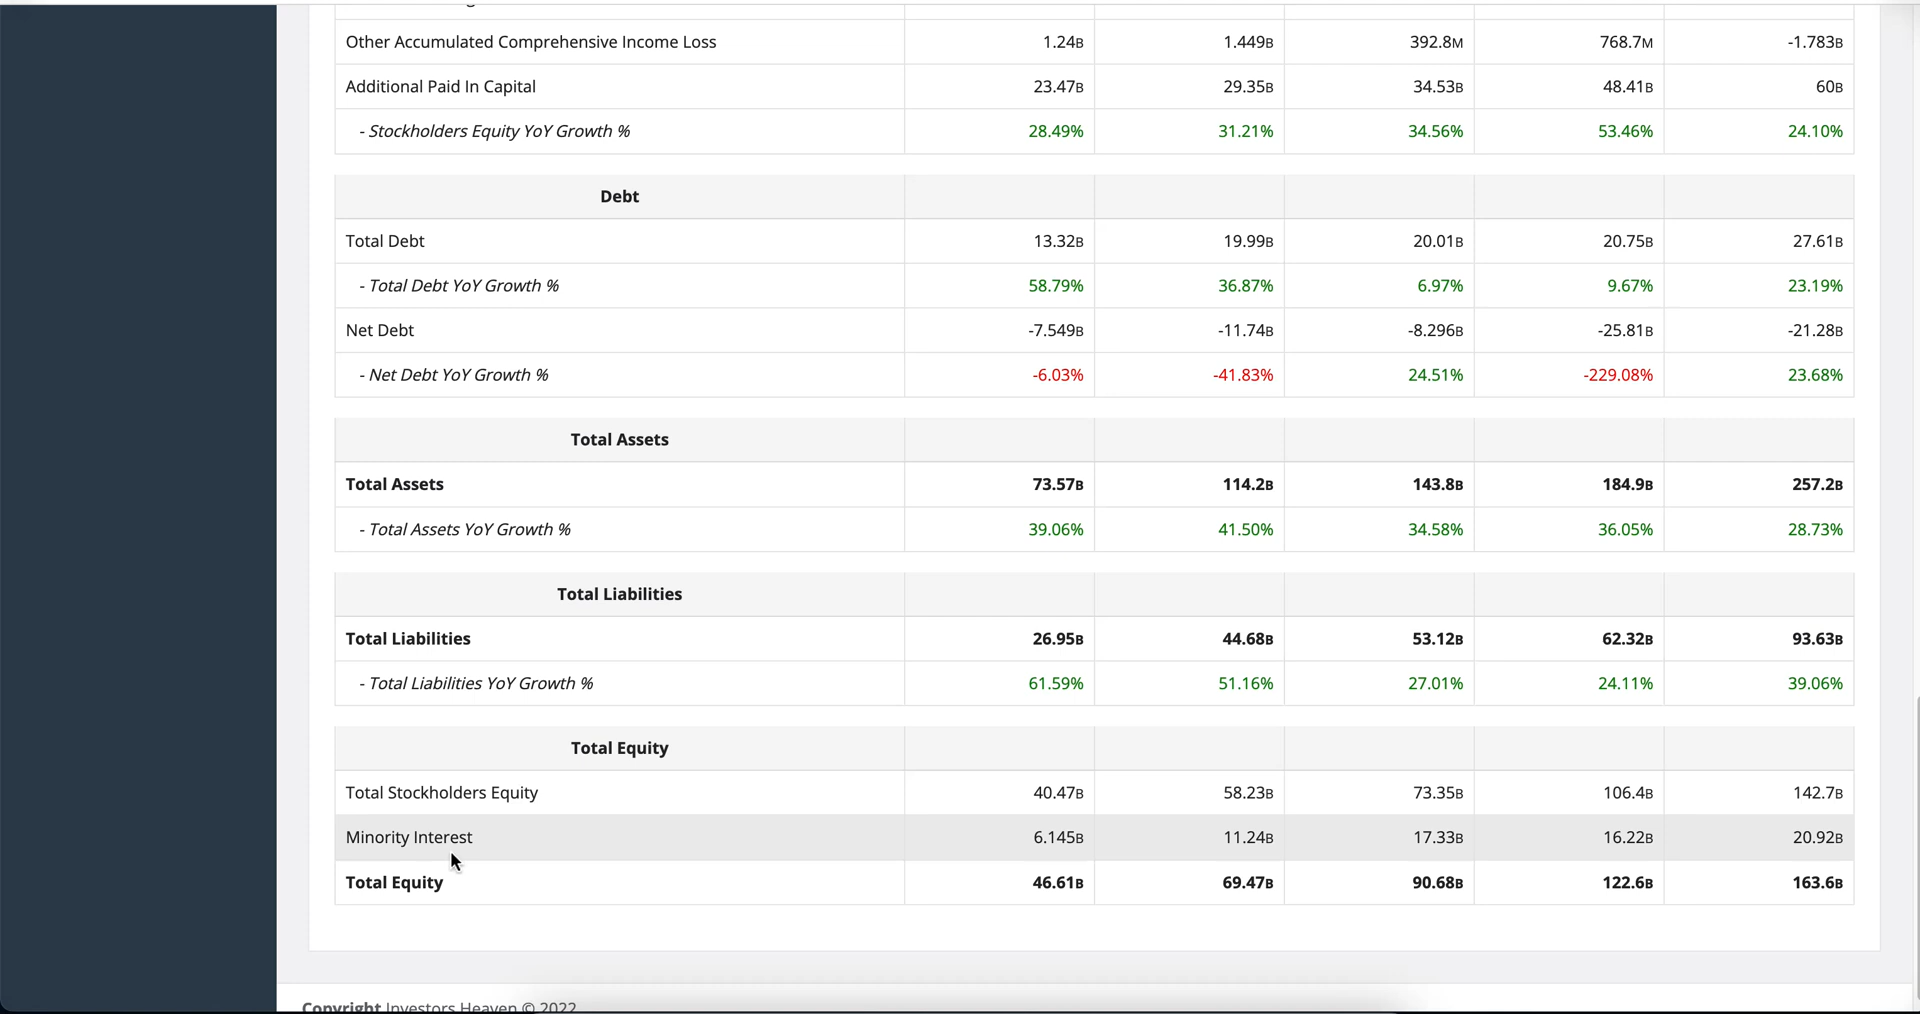 Other Accumulated Comprehensive Income Loss 1.24B 1.449B 392.8M 768.7M -1.783B
Additional Paid In Capital 23.47B 29.35B 34.53B 48.41B 60B
- Stockholders Equity YoY Growth % 28.49% 31.21% 34.56% 53.46% 24.10%
Debt
Total Debt 13.32B 19.99B 20.01B 20.75B 27.61B
- Total Debt YoY Growth % 58.79% 36.87% 6.97% 9.67% 23.19%
Net Debt -7.549B -11.74B -8.296B -25.81B -21.28B
- Net Debt YoY Growth % -6.03% -41.83% 24.51% -229.08% 23.68%
Total Assets
Total Assets 73.57B 114.2B 143.8B 184.9B 257.2B
- Total Assets YoY Growth % 39.06% 41.50% 34.58% 36.05% 28.73%
Total Liabilities
Total Liabilities 26.95B 44.68B 53.12B 62.32B 93.63B
- Total Liabilities YoY Growth % 61.59% 51.16% 27.01% 24.11% 39.06%
Total Equity
Total Stockholders Equity 40.47B 58.23B 73.35B 106.4B 142.7B
Minority Interest 6.145B 11.24B 17.33B 16.22B 20.92B
Total Equity 46.61B 69.47B 90.68B 122.6B 163.6B
Copyright Investors Heaven © 2022